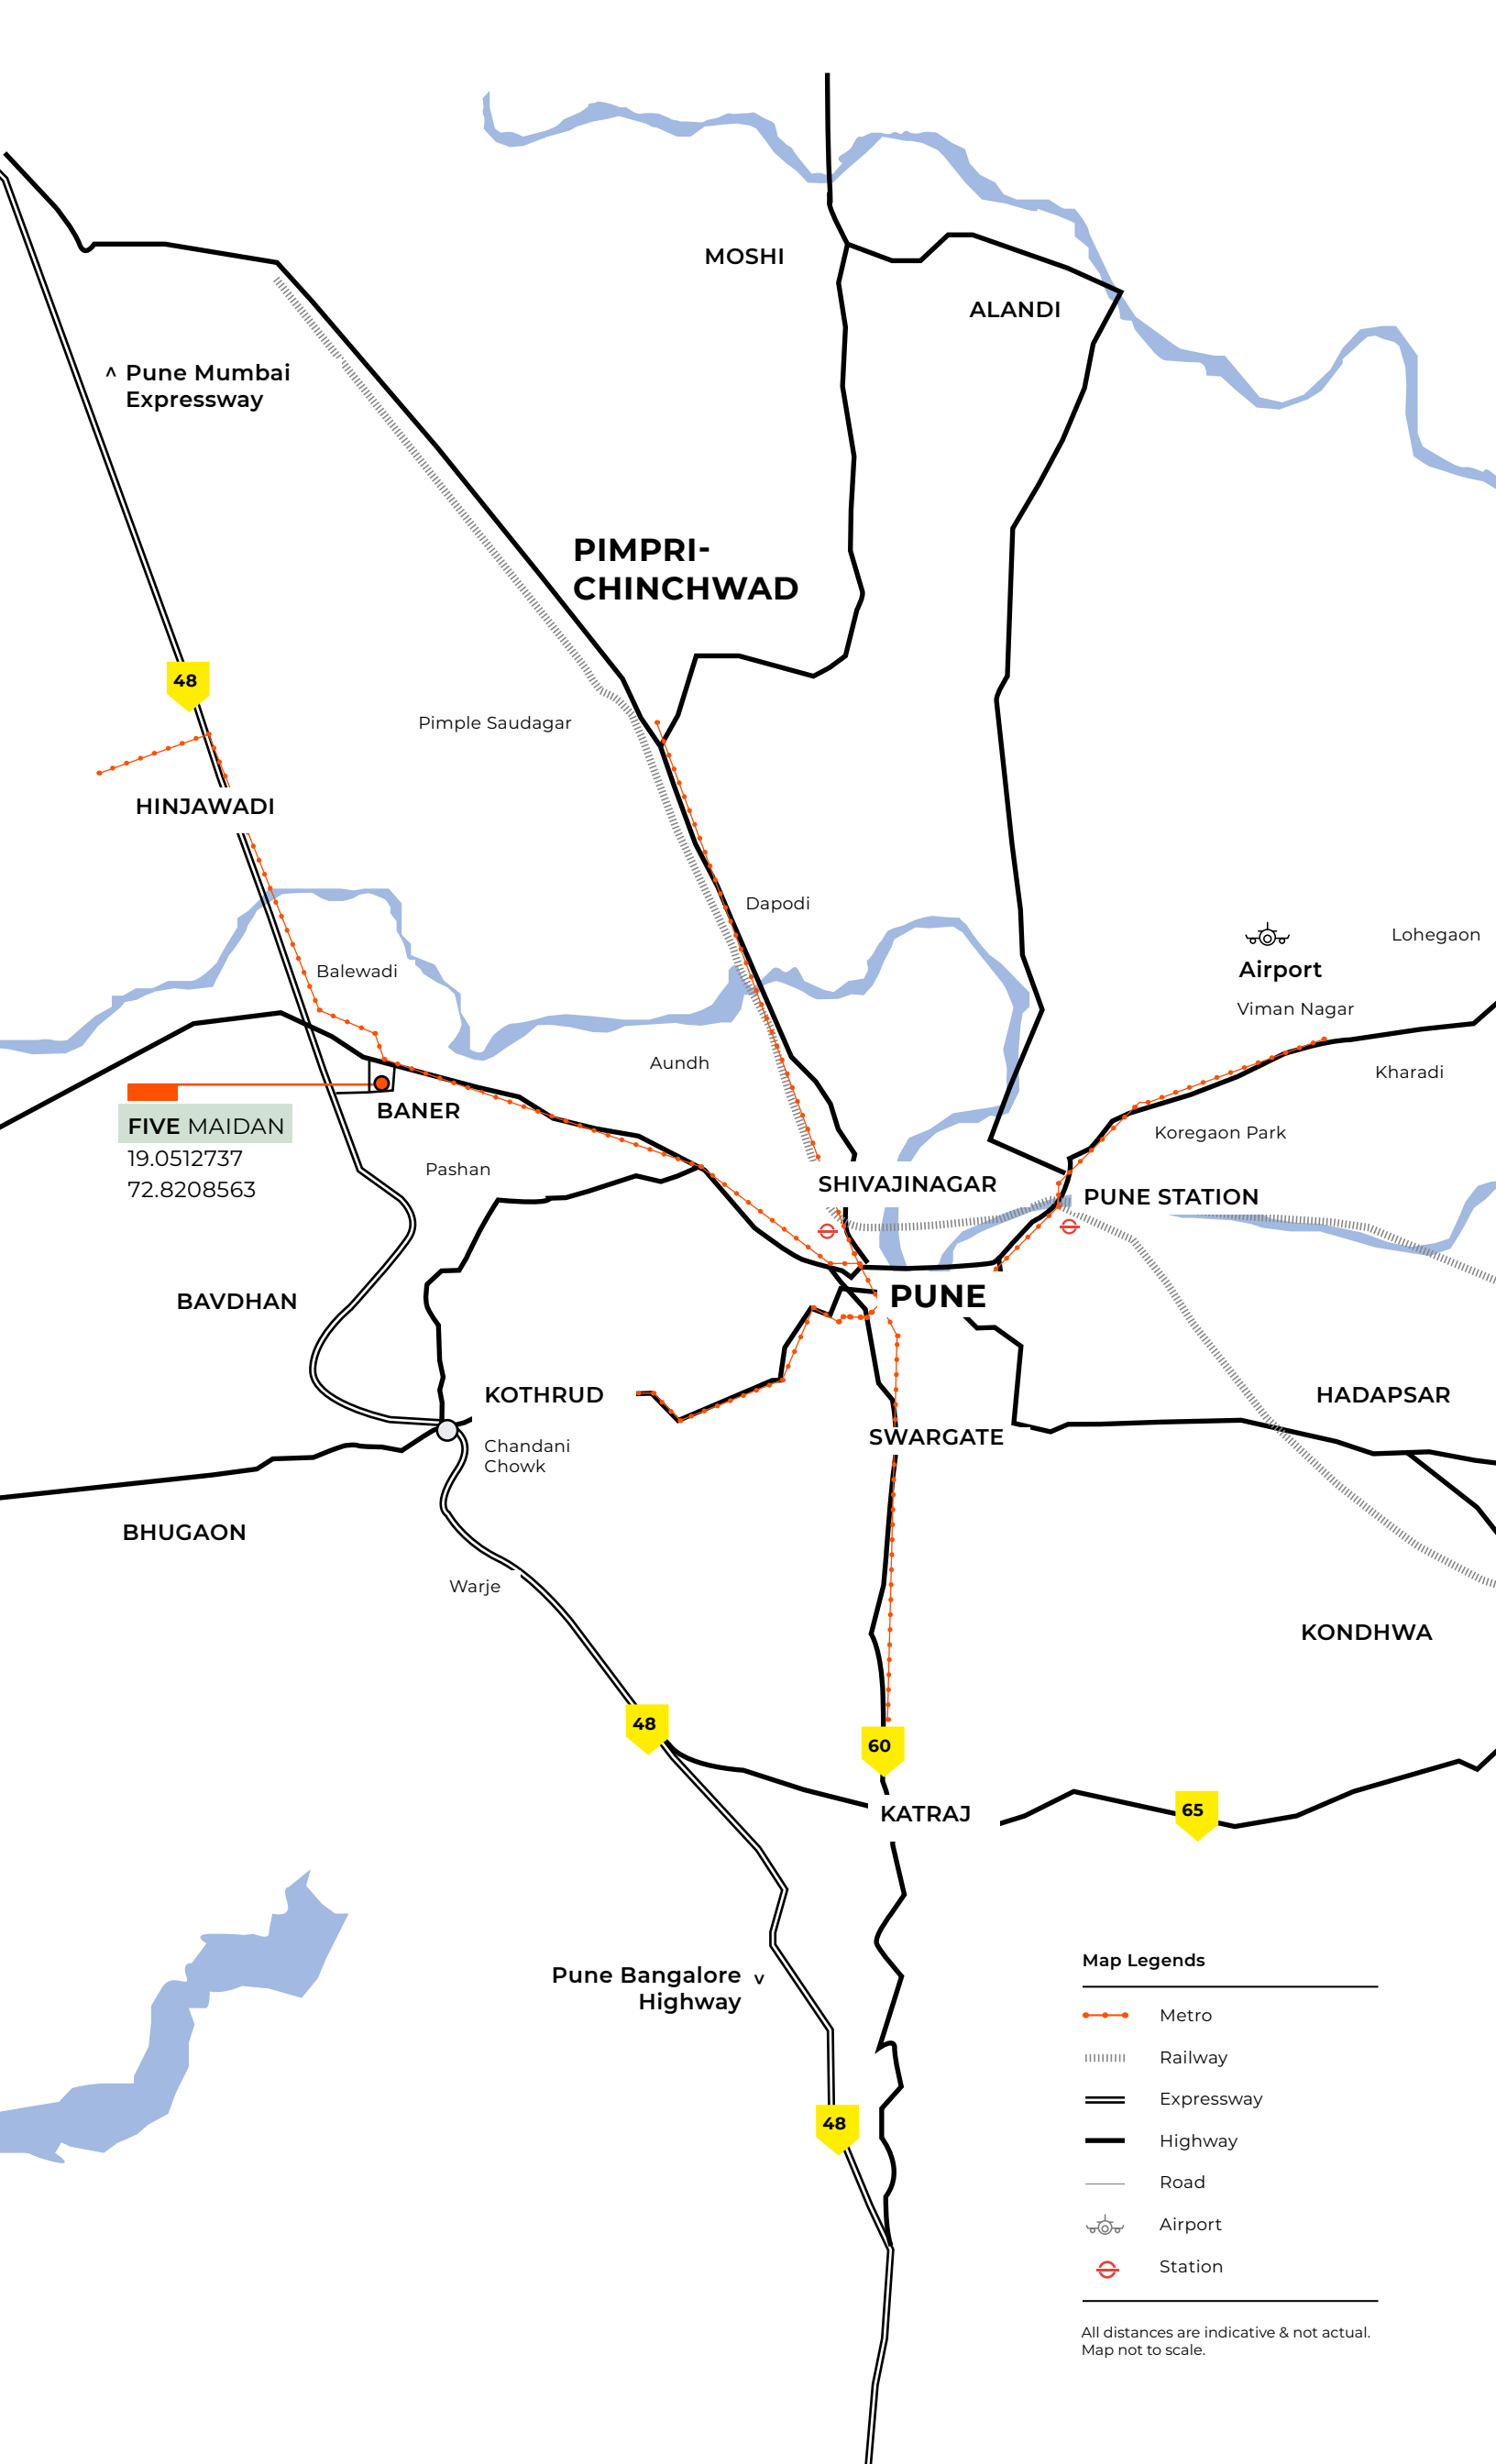 MOSHI
ALANDI
^ Pune Mumbai
Expressway
PIMPRI-
CHINCHWAD
48
Pimple Saudagar
HINJAWADI
Dapodi
Lohegaon
Airport
Balewadi
Viman Nagar
Aundh
Kharadi
BANER
FIVE MAIDAN
19.0512737
72.8208563
Koregaon Park
Pashan
SHIVAJINAGAR
PUNE STATION
BAVDHAN
PUNE
KOTHRUD
HADAPSAR
SWARGATE
Chandani
Chowk
BHUGAON
Warje
KONDHWA
48
60
65
KATRAJ
Pune Bangalore v
Highway
48
Map Legends
Metro
Railway
Expressway
Highway
Road
Airport
Station
All distances are indicative & not actual.
Map not to scale.